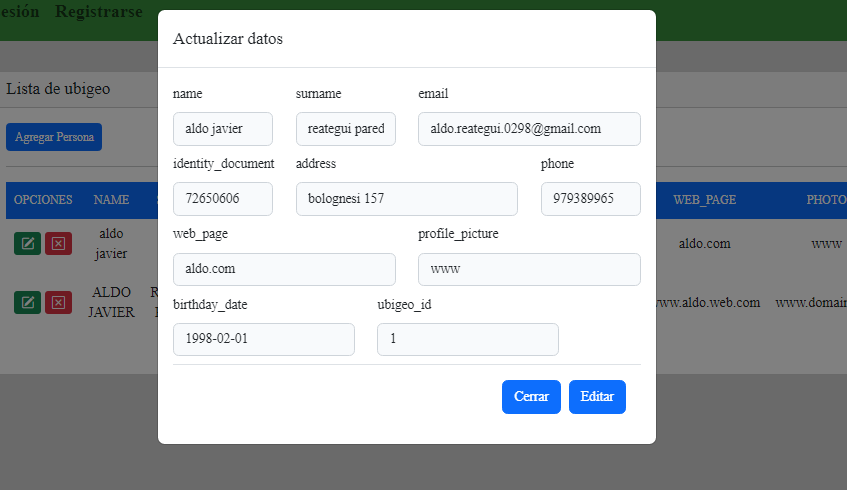 esión Registrarse
Actualizar datos
Lista de ubigeo
name surname email
aldo javier reategui pared aldo.reategui.0298@gmail.com
Agregar Persona
identity_document address phone
72650606 bolognesi 157 979389965
OPCIONES NAME WEB_PAGE PHOTO
web_page profile_picture
aldo javier aldo.com www
aldo.com www
ALDO JAVIER www.aldo.web.com www.domain
birthday_date ubigeo_id
1998-02-01 1
Cerrar Editar